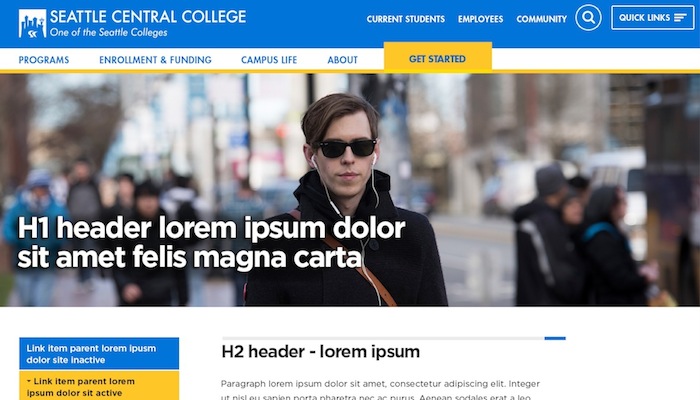 SEATTLE CENTRAL COLLEGE
One of the Seattle Colleges
CURRENT STUDENTS EMPLOYEES COMMUNITY QUICK LINKS
PROGRAMS ENROLLMENT & FUNDING CAMPUS LIFE ABOUT GET STARTED
H1 header lorem ipsum dolor
sit amet felis magna carta
Link item parent lorem ipusm
dolor site inactive
Link item parent lorem
ipsum dolor sit active
H2 header - lorem ipsum
Paragraph lorem ipsum dolor sit amet, consectetur adipiscing elit. Integer
ut nisl eu sapien porta pharetra nec ac nunc. Aenean sodales erat a leo